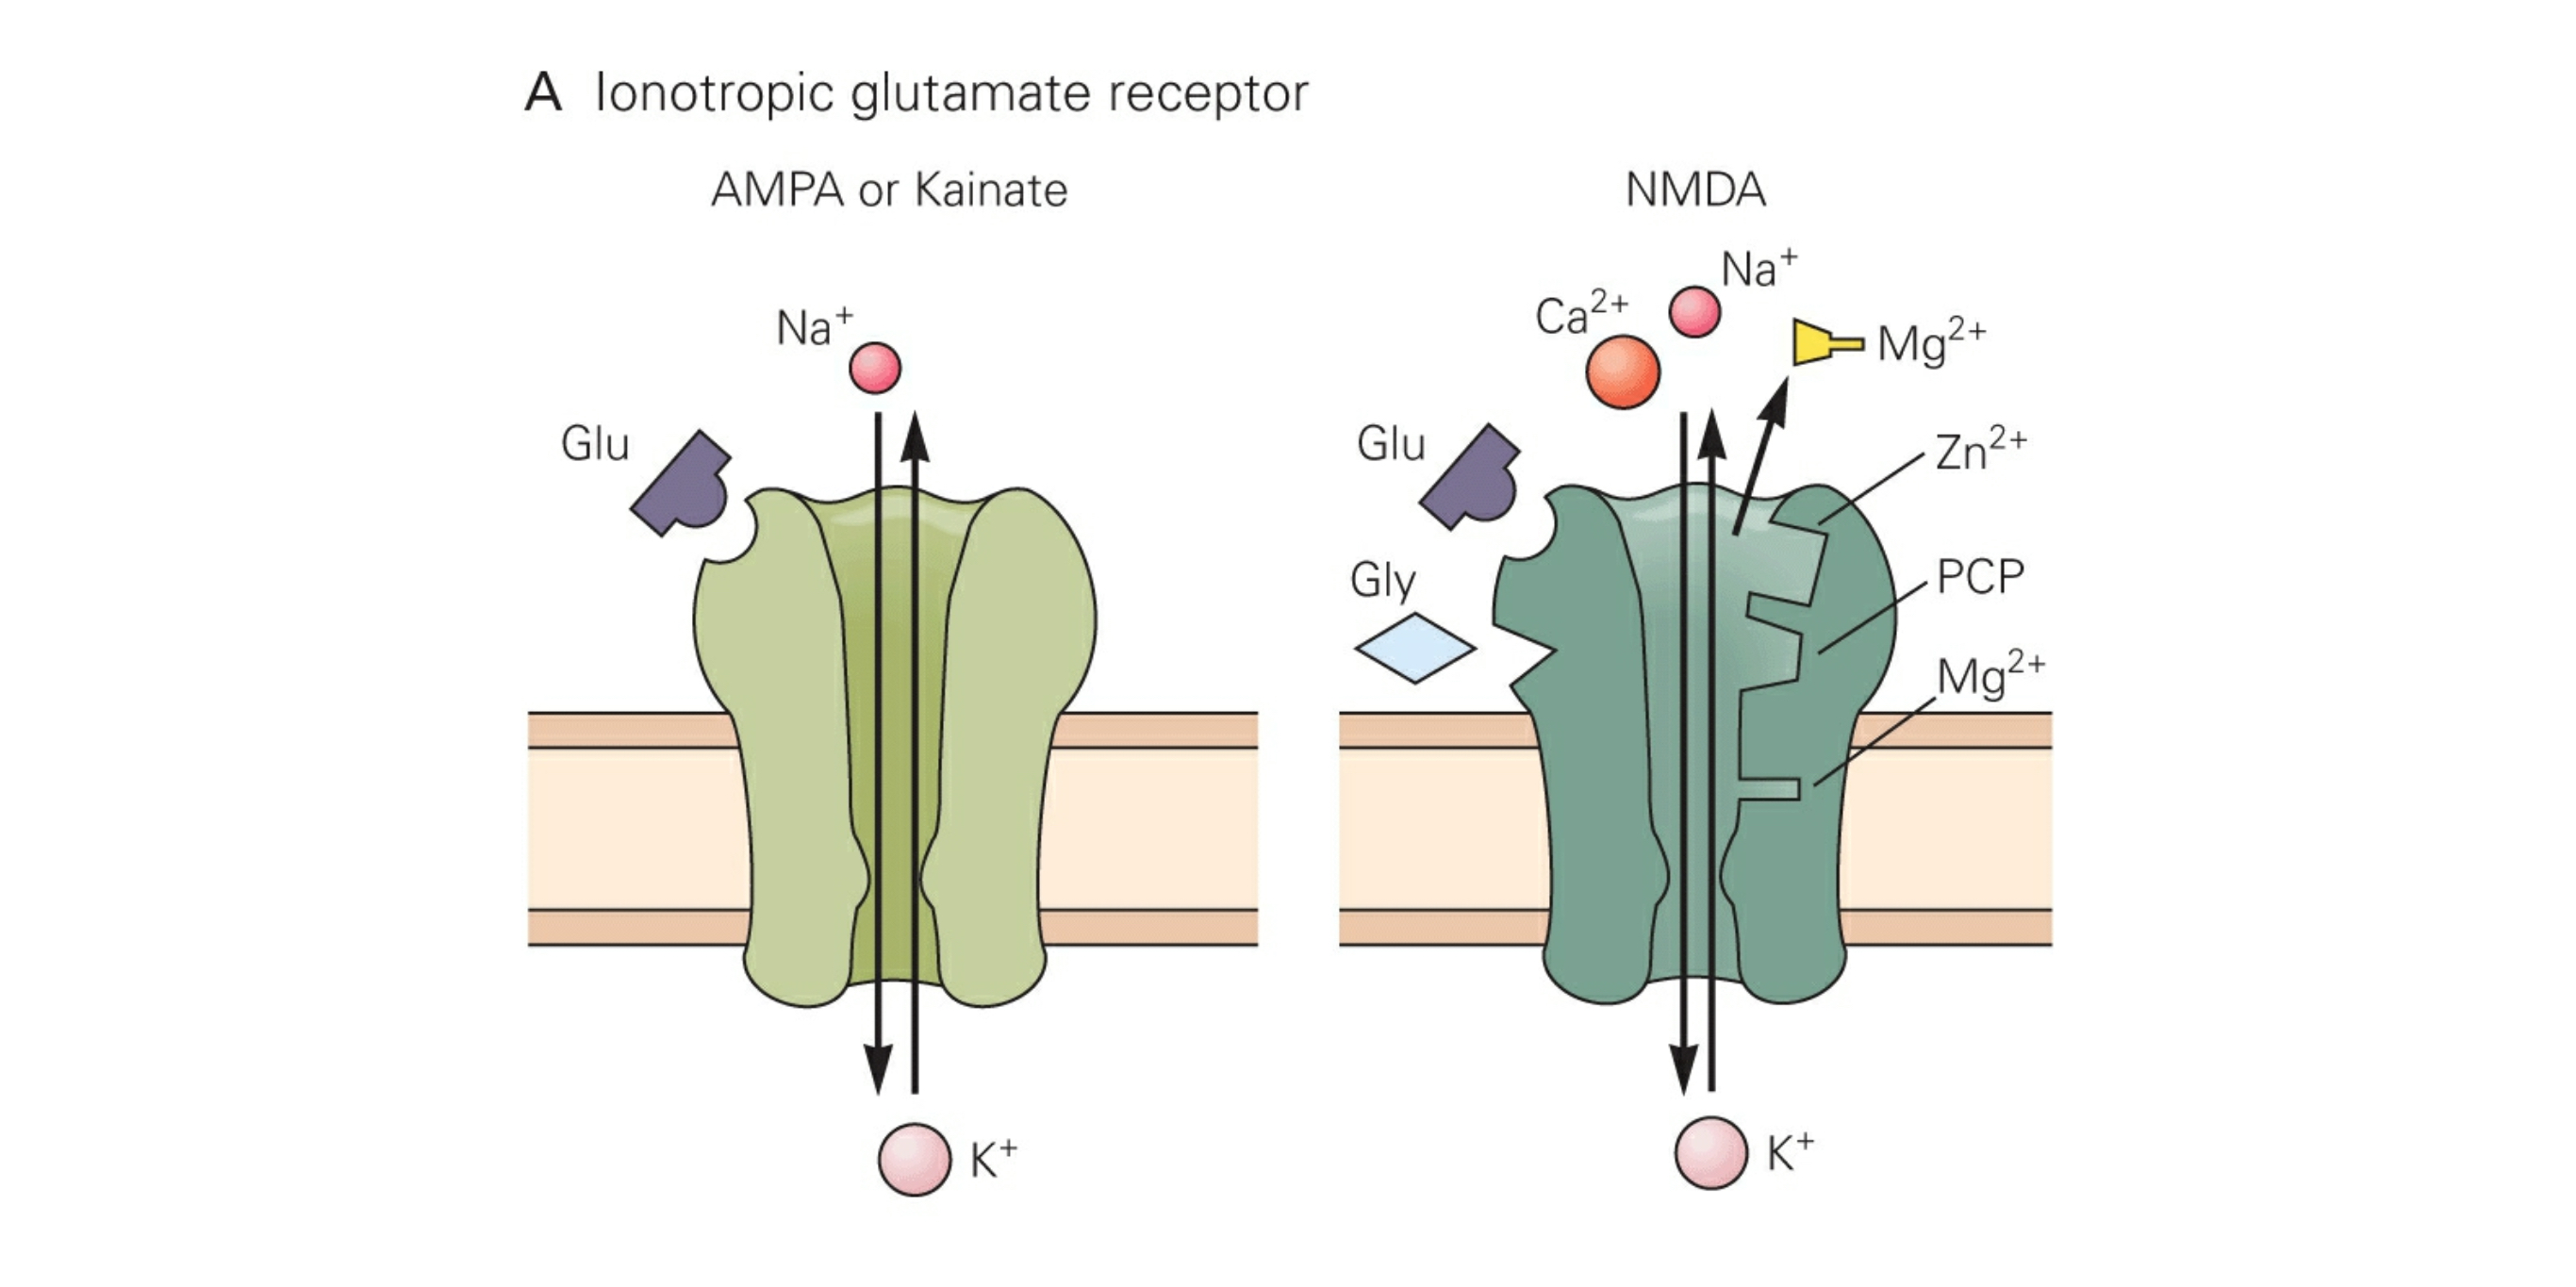 A Ionotropic glutamate receptor
AMPA or Kainate
Na⁺
Glu
K⁺
NMDA
Na⁺
Ca²⁺
Mg²⁺
Glu
Zn²⁺
Gly
PCP
Mg²⁺
K⁺